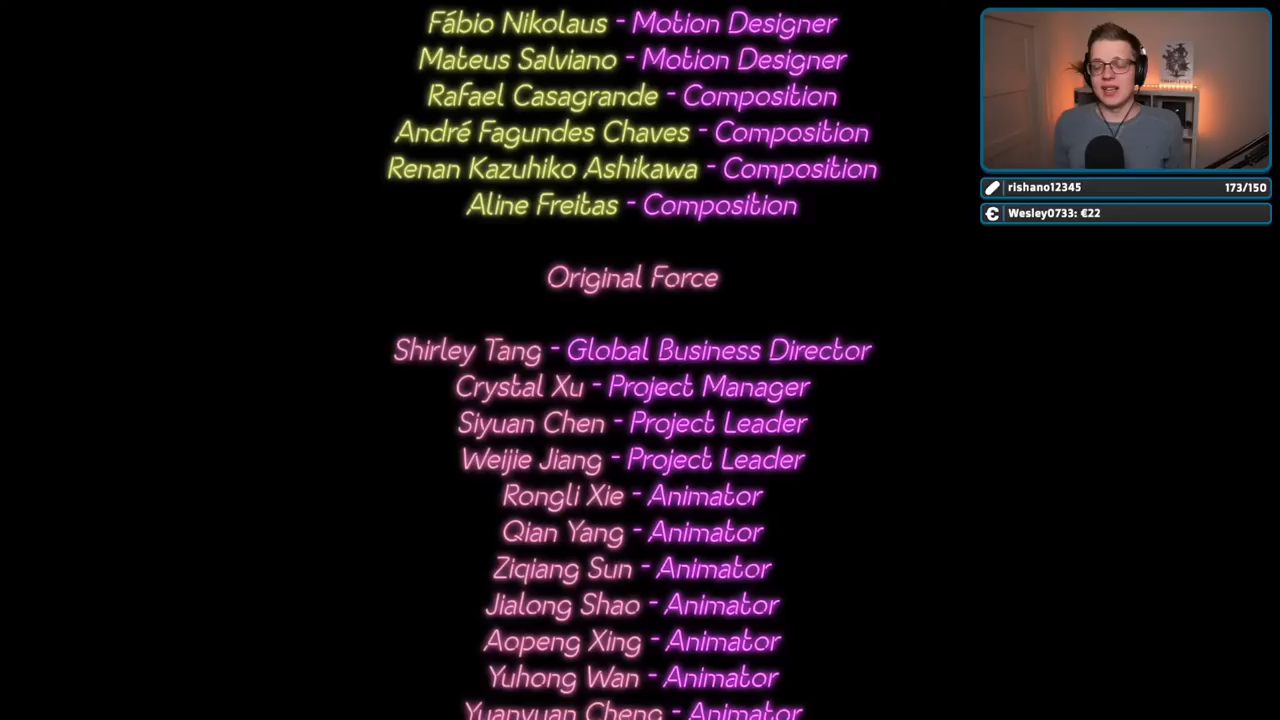 Fábio Nikolaus - Motion Designer
Mateus Salviano - Motion Designer
Rafael Casagrande - Composition
André Fagundes Chaves - Composition
Renan Kazuhiko Ashikawa - Composition
Aline Freitas - Composition
Original Force
Shirley Tang - Global Business Director
Crystal Xu - Project Manager
Siyuan Chen - Project Leader
Weijie Jiang - Project Leader
Rongli Xie - Animator
Qian Yang - Animator
Ziqiang Sun - Animator
Jialong Shao - Animator
Aopeng Xing - Animator
Yuhong Wan - Animator
Yuanyuan Cheng - Animator
rishano12345 173/150
Wesley0733: €22